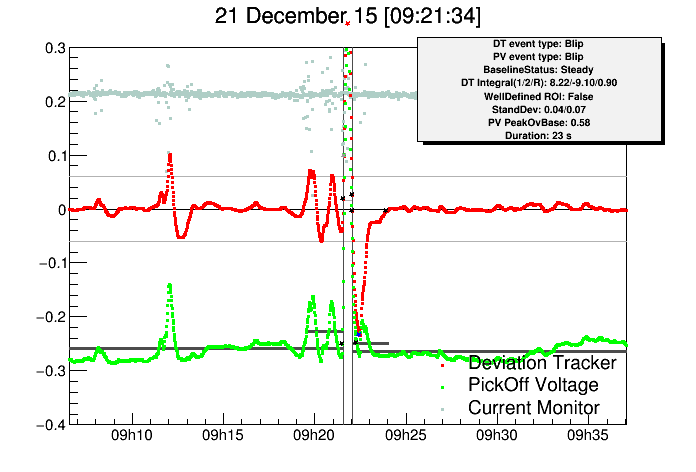 21 December 15 [09:21:34]
DT event type: Blip
PV event type: Blip
BaselineStatus: Steady
DT Integral(1/2/R): 8.22/-9.10/0.90
WellDefined ROI: False
StandDev: 0.04/0.07
PV PeakOvBase: 0.58
Duration: 23 s
0.3
0.2
0.1
0
−0.1
−0.2
−0.3
−0.4
Deviation Tracker
PickOff Voltage
Current Monitor
09h10 09h15 09h20 09h25 09h30 09h35